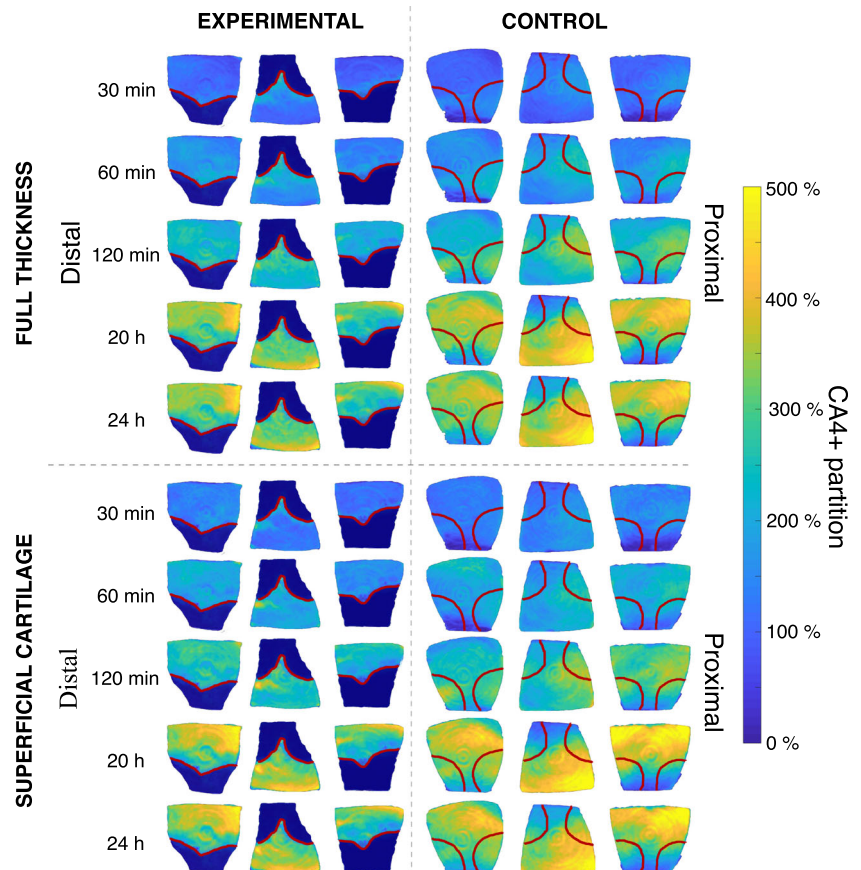 EXPERIMENTAL
CONTROL
FULL THICKNESS
Distal
30 min
60 min
120 min
20 h
24 h
Proximal
SUPERFICIAL CARTILAGE
Distal
30 min
60 min
120 min
20 h
24 h
Proximal
500 %
400 %
300 %
200 %
100 %
0 %
CA4+ partition